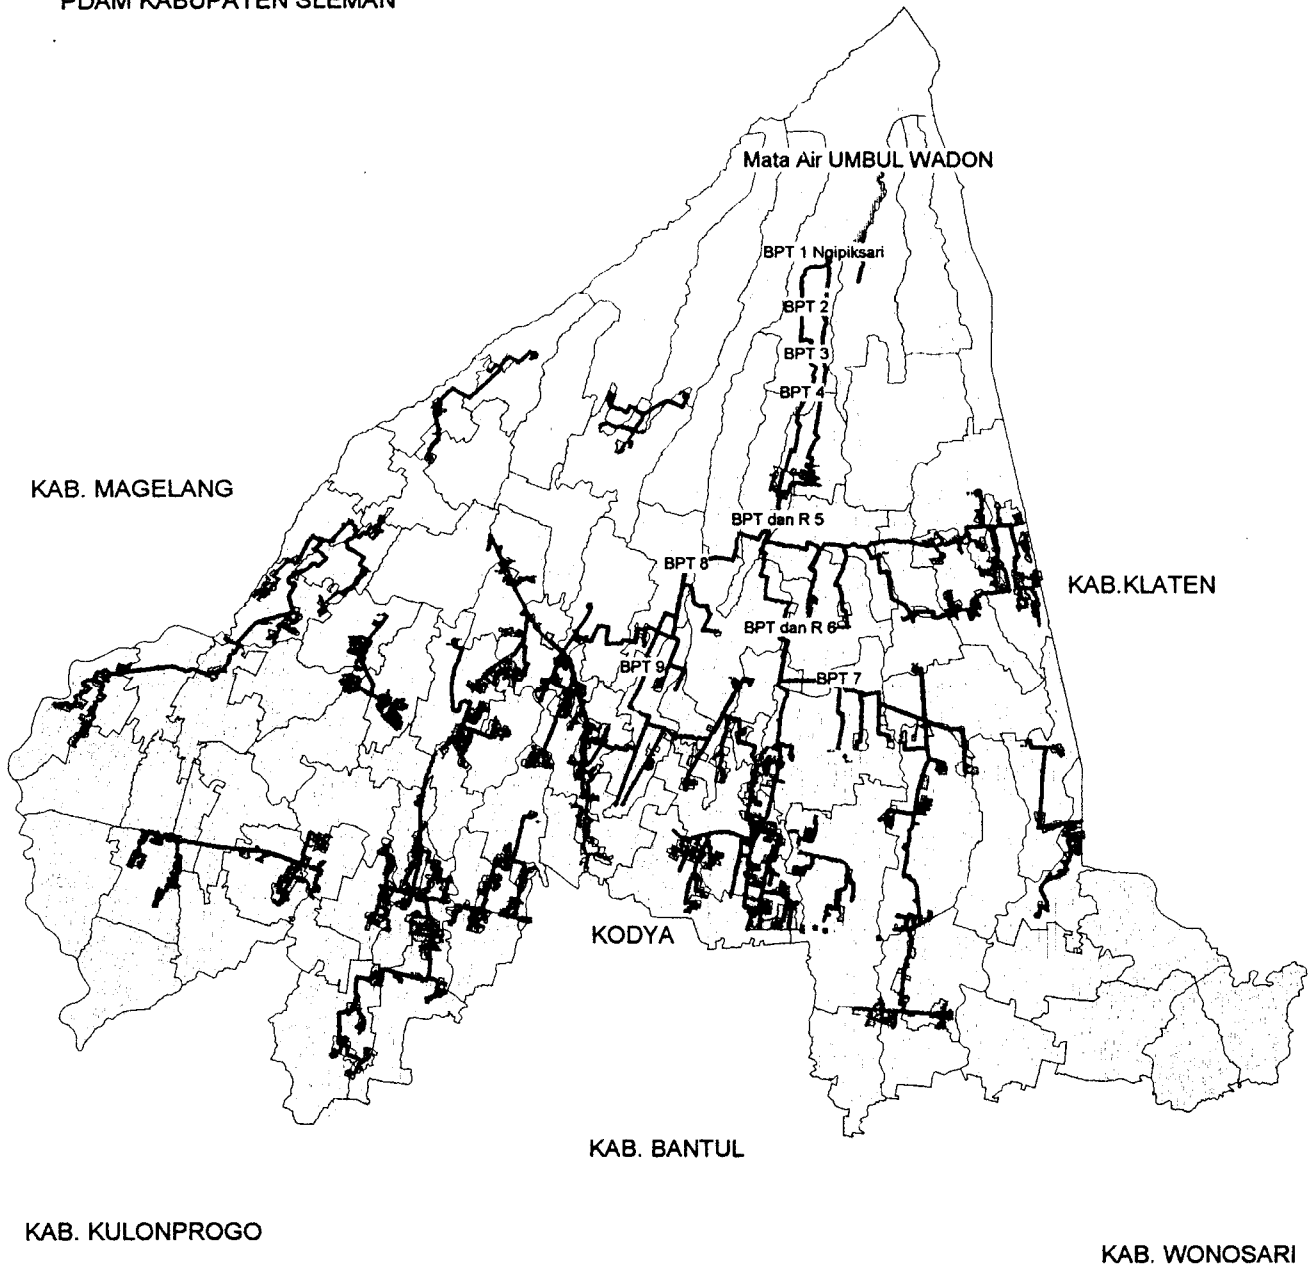 PDAM KABUPATEN SLEMAN
Mata Air UMBUL WADON
BPT 1 Ngipiksari
BPT 2
BPT 3
BPT 4
KAB. MAGELANG
BPT dan R 5
BPT 8
KAB.KLATEN
BPT dan R 6
BPT 9
BPT 7
KODYA
KAB. BANTUL
KAB. KULONPROGO
KAB. WONOSARI